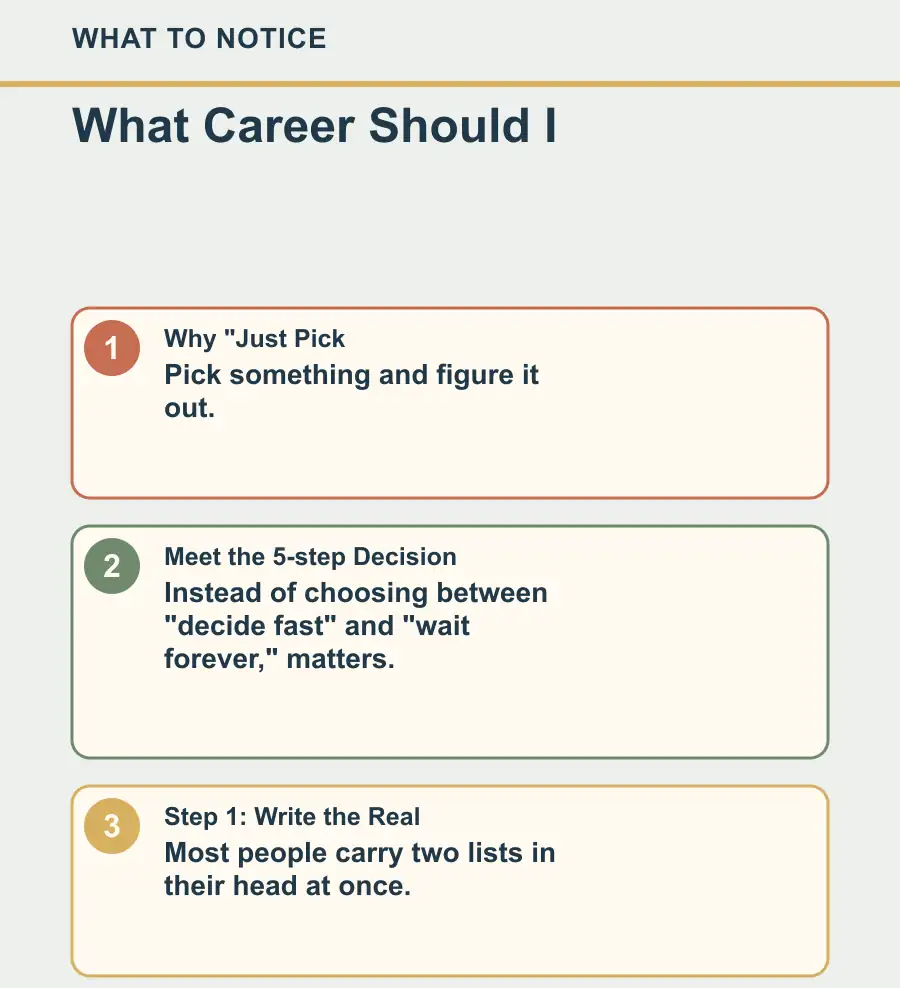 WHAT TO NOTICE
What Career Should I
1
Why "Just Pick
Pick something and figure it
out.
2
Meet the 5-step Decision
Instead of choosing between
"decide fast" and "wait
forever," matters.
3
Step 1: Write the Real
Most people carry two lists in
their head at once.